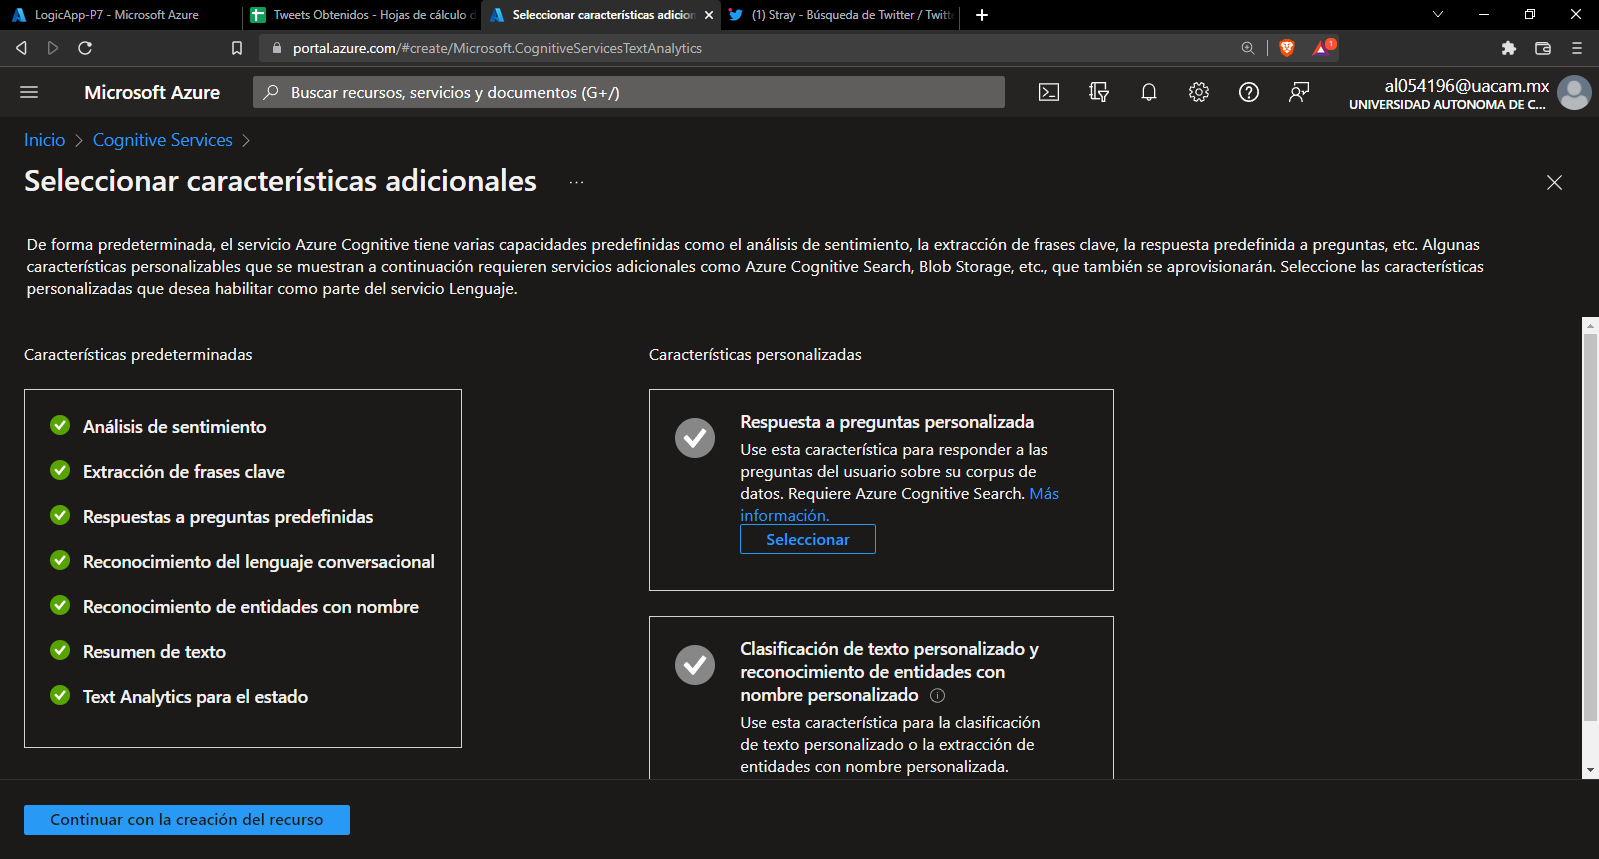 LogicApp-P7 - Microsoft Azure
Tweets Obtenidos - Hojas de cálculo d
Seleccionar características adicion
(1) Stray - Búsqueda de Twitter / Twitt
portal.azure.com/#create/Microsoft.CognitiveServicesTextAnalytics
1
Microsoft Azure
Buscar recursos, servicios y documentos (G+/)
al054196@uacam.mx
UNIVERSIDAD AUTONOMA DE C...
Inicio > Cognitive Services >
Seleccionar características adicionales ...
De forma predeterminada, el servicio Azure Cognitive tiene varias capacidades predefinidas como el análisis de sentimiento, la extracción de frases clave, la respuesta predefinida a preguntas, etc. Algunas
características personalizables que se muestran a continuación requieren servicios adicionales como Azure Cognitive Search, Blob Storage, etc., que también se aprovisionarán. Seleccione las características
personalizadas que desea habilitar como parte del servicio Lenguaje.
Características predeterminadas
Análisis de sentimiento
Extracción de frases clave
Respuestas a preguntas predefinidas
Reconocimiento del lenguaje conversacional
Reconocimiento de entidades con nombre
Resumen de texto
Text Analytics para el estado
Características personalizadas
Respuesta a preguntas personalizada
Use esta característica para responder a las
preguntas del usuario sobre su corpus de
datos. Requiere Azure Cognitive Search. Más
información.
Seleccionar
Clasificación de texto personalizado y
reconocimiento de entidades con
nombre personalizado
Use esta característica para la clasificación
de texto personalizado o la extracción de
entidades con nombre personalizada.
Continuar con la creación del recurso